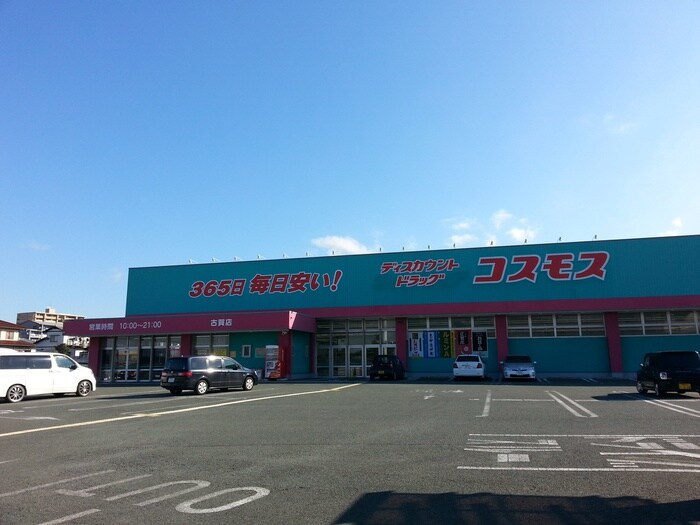 365日 毎日安い!
ディスカウント
ドラッグ
コスモス
営業時間 10:00~21:00
古賀店